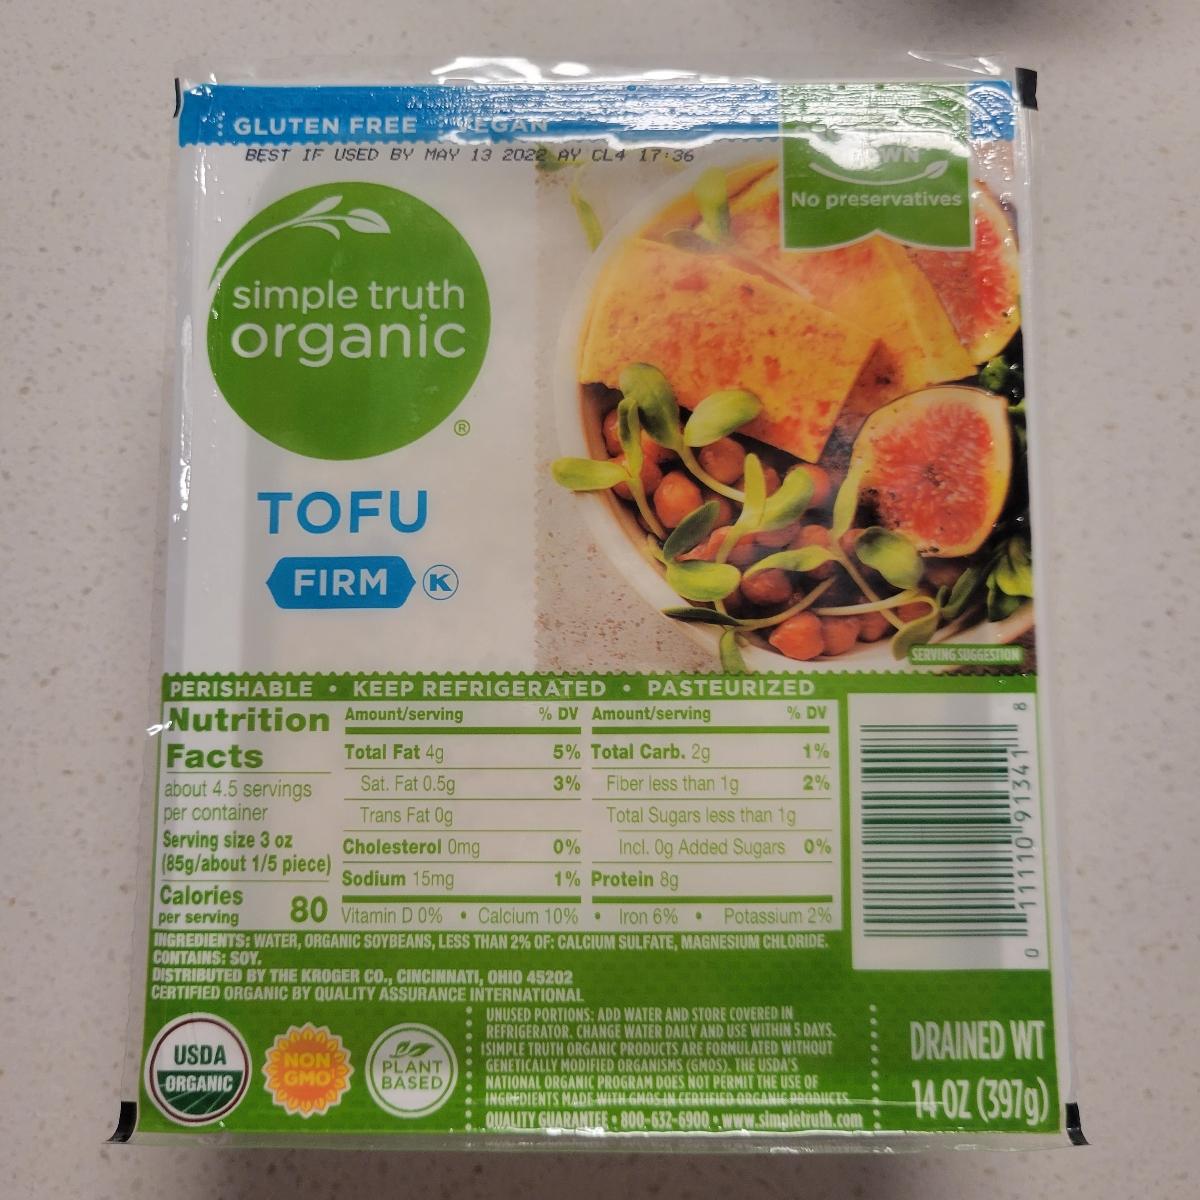 GLUTEN FREE VEGAN
BEST IF USED BY MAY 13 2022 AY CL4 17:36
No preservatives
simple truth
organic
®
TOFU
FIRM K
SERVING SUGGESTION
PERISHABLE • KEEP REFRIGERATED • PASTEURIZED
Nutrition
Facts
about 4.5 servings
per container
Serving size 3 oz
(85g/about 1/5 piece)
Calories
per serving 80
Amount/serving % DV
Total Fat 4g 5%
Sat. Fat 0.5g 3%
Trans Fat 0g
Cholesterol 0mg 0%
Sodium 15mg 1%
Amount/serving % DV
Total Carb. 2g 1%
Fiber less than 1g 2%
Total Sugars less than 1g
Incl. 0g Added Sugars 0%
Protein 8g
Vitamin D 0% • Calcium 10% • Iron 6% • Potassium 2%
0 11110 91341 8
INGREDIENTS: WATER, ORGANIC SOYBEANS, LESS THAN 2% OF: CALCIUM SULFATE, MAGNESIUM CHLORIDE.
CONTAINS: SOY.
DISTRIBUTED BY THE KROGER CO., CINCINNATI, OHIO 45202
CERTIFIED ORGANIC BY QUALITY ASSURANCE INTERNATIONAL
USDA
ORGANIC
NON
GMO
PLANT
BASED
UNUSED PORTIONS: ADD WATER AND STORE COVERED IN
REFRIGERATOR. CHANGE WATER DAILY AND USE WITHIN 5 DAYS.
SIMPLE TRUTH ORGANIC PRODUCTS ARE FORMULATED WITHOUT
GENETICALLY MODIFIED ORGANISMS (GMOS). THE USDA'S
NATIONAL ORGANIC PROGRAM DOES NOT PERMIT THE USE OF
INGREDIENTS MADE WITH GMOS IN CERTIFIED ORGANIC PRODUCTS.
QUALITY GUARANTEE • 800-632-6900 • www.simpletruth.com
DRAINED WT
14 OZ (397g)